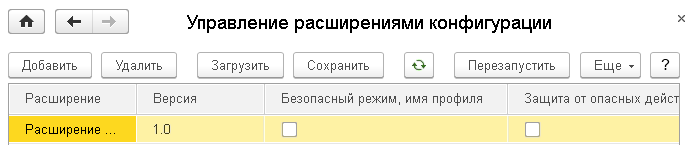 Управление расширениями конфигурации
Добавить Удалить Загрузить Сохранить Перезапустить Еще ?
Расширение Версия Безопасный режим, имя профиля Защита от опасных дейст
Расширение ... 1.0